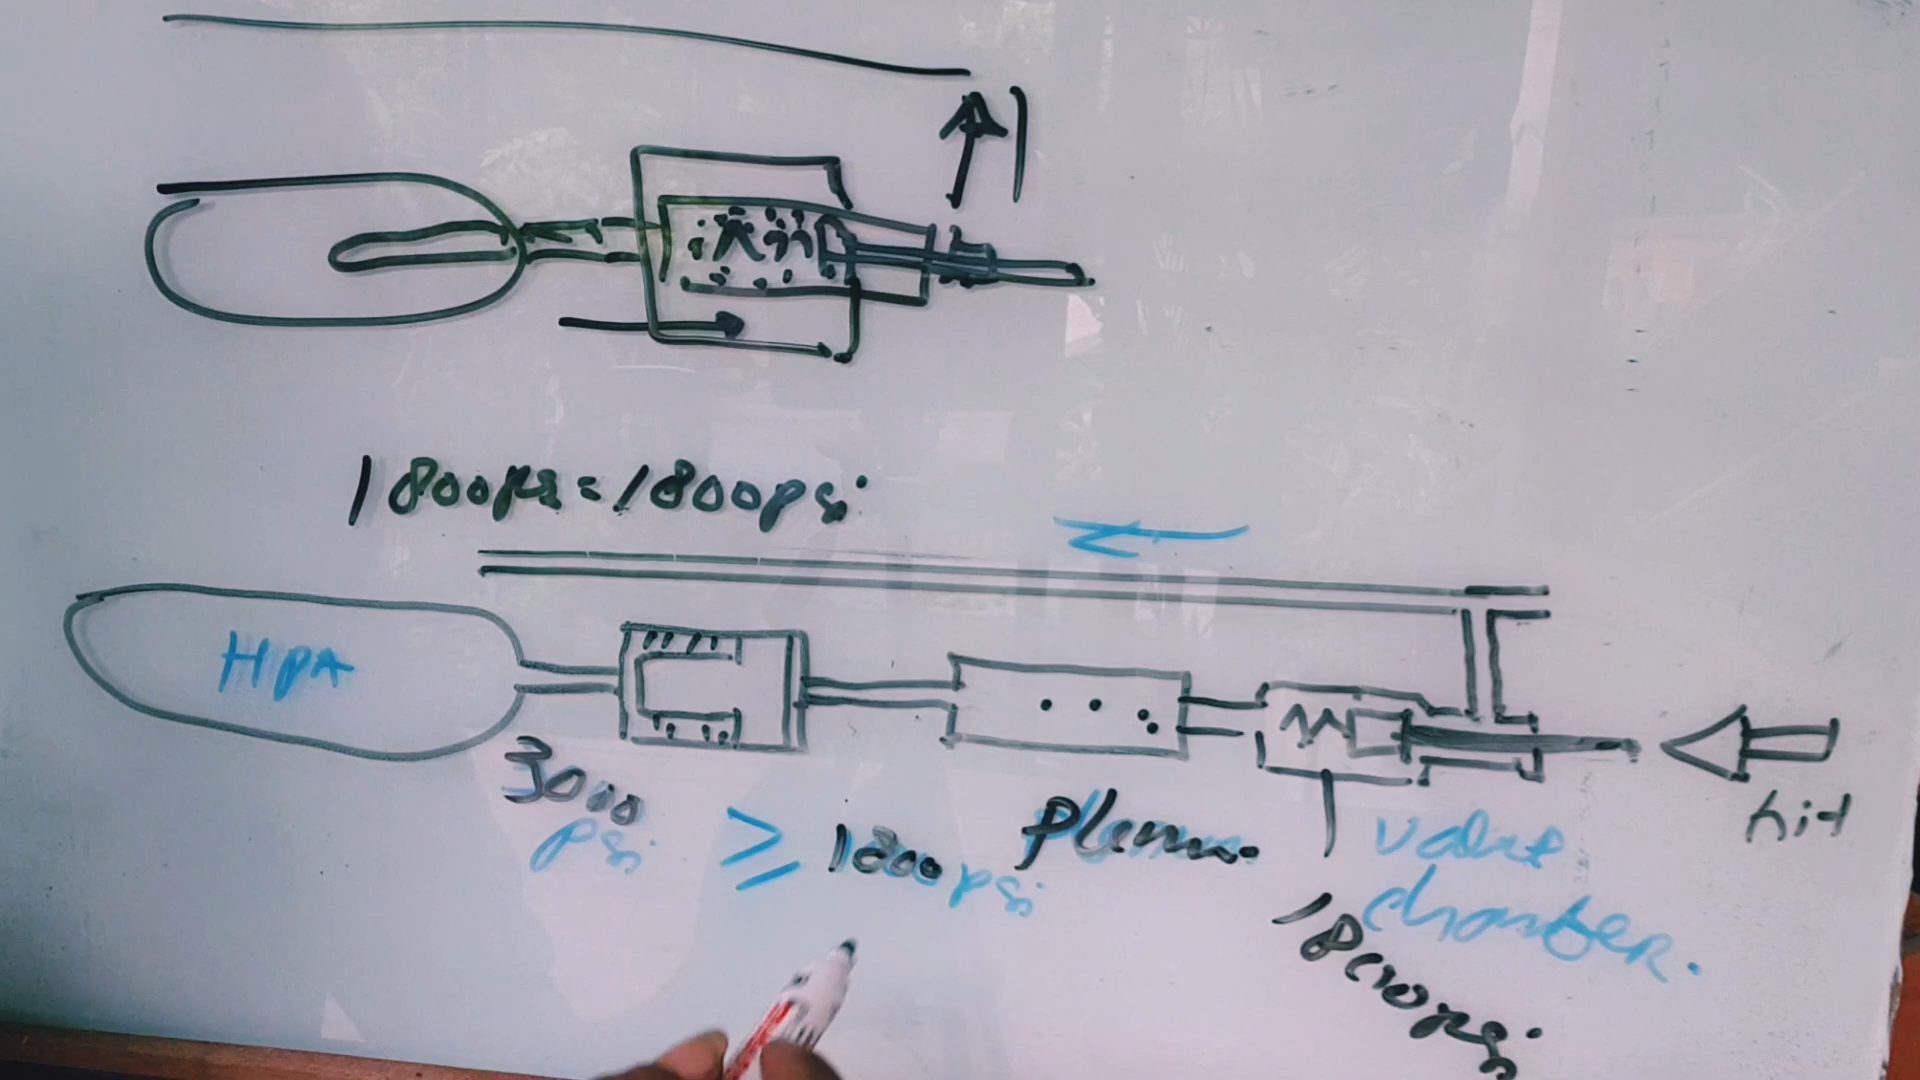 1800psi = 1800psi
HPA
3000
psi
≥ 1800psi
plenum
valve
chamber.
1800psi
hit